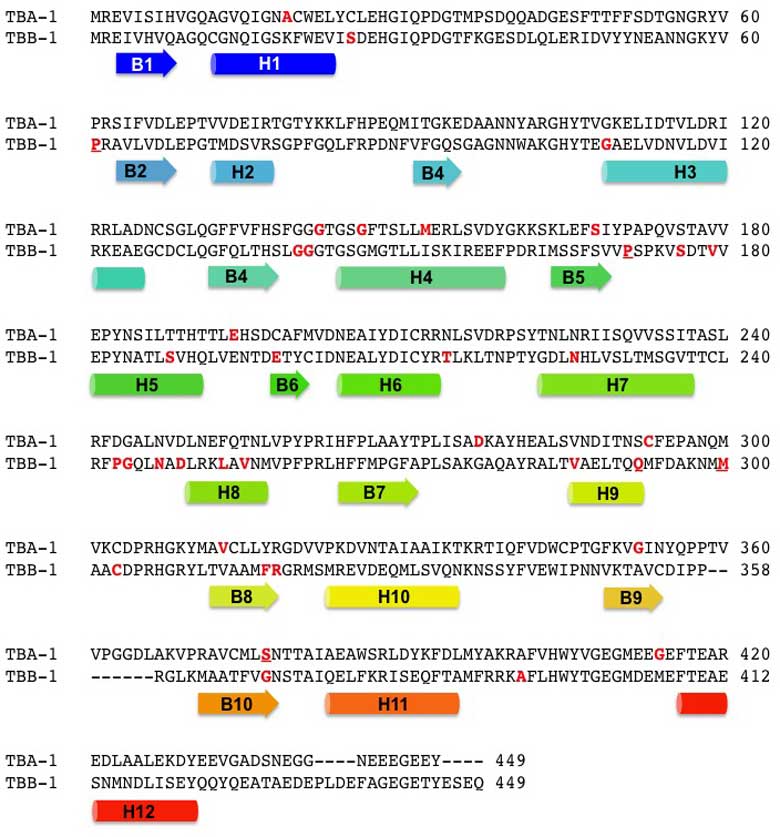 TBA-1 MREVISIHVGQAGVQIGNACWELYCLEHGIQPDGTMPSDQQADGESFTTFFSDTGNGRYV 60
TBB-1 MREIVHVQAGQCGNQIGSKFWEVISDEHGIQPDGTFKGESDLQLERIDVYYNEANNGKYV 60
B1 H1
TBA-1 PRSIFVDLEPTVVDEIRTGTYKKLFHPEQMITGKEDAANNYARGHYTVGKELIDTVLDRI 120
TBB-1 PRAVLVDLEPGTMDSVRSGPFGQLFRPDNFVFGQSGAGNNWAKGHYTEGAELVDNVLDVI 120
B2 H2 B4 H3
TBA-1 RRLADNCSGLQGFFVFHSFGGGTGSGFTSLLMERLSVDYGKKSKLEFSIYPAPQVSTAVV 180
TBB-1 RKEAEGCDCLQGFQLTHSLGGGTGSGMGTLLISKIREEFPDRIMSSFSVVPSPKVSDTVV 180
B4 H4 B5
TBA-1 EPYNSILTTHTTLEHSDCAFMVDNEAIYDICRRNLSVDRPSYTNLNRIISQVVSSITASL 240
TBB-1 EPYNATLSVHQLVENTDETYCIDNEALYDICYRTLKLTNPTYGDLNHLVSLTMSGVTTCL 240
H5 B6 H6 H7
TBA-1 RFDGALNVDLNEFQTNLVPYPRIHFPLAAYTPLISADKAYHEALSVNDITNSCFEPANQM 300
TBB-1 RFPGQLNADLRKLAVNMVPFPRLHFFMPGFAPLSAKGAQAYRALTVAELTQQMFDAKNMM 300
H8 B7 H9
TBA-1 VKCDPRHGKYMAVCLLYRGDVVPKDVNTAIAAIKTKRTIQFVDWCPTGFKVGINYQPPTV 360
TBB-1 AACDPRHGRYLTVAAMFRGRMSMREVDEQMLSVQNKNSSYFVEWIPNNVKTAVCDIPP-- 358
B8 H10 B9
TBA-1 VPGGDLAKVPRAVCMLSNTTAIAEAWSRLDYKFDLMYAKRAFVHWYVGEGMEEGEFTEAR 420
TBB-1 ------RGLKMAATFVGNSTAIQELFKRISEQFTAMFRRKAFLHWYTGEGMDEMEFTEAE 412
B10 H11
TBA-1 EDLAALEKDYEEVGADSNEGG----NEEEGEEY---- 449
TBB-1 SNMNDLISEYQQYQEATAEDEPLDEFAGEGETYESEQ 449
H12